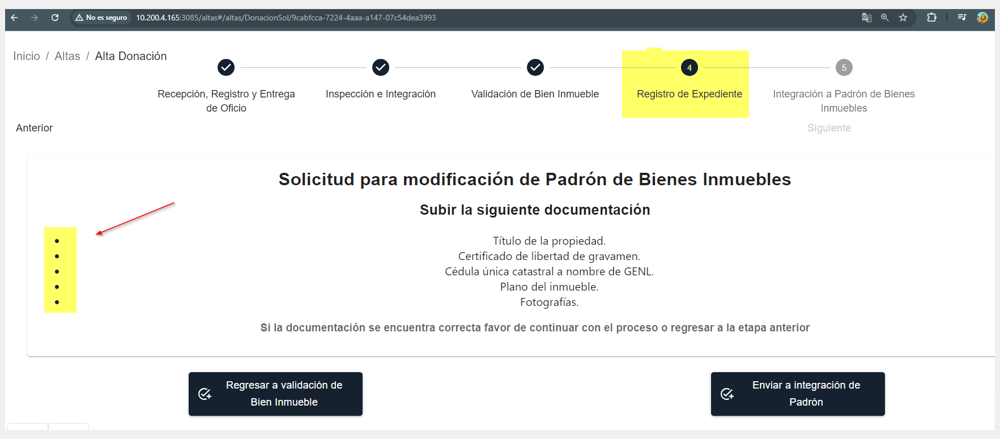 No es seguro
10.200.4.165:3085/altas#/altas/DonacionSol/9cabfcca-7224-4aaa-a147-07c54dea3993
Inicio / Altas / Alta Donación
4
5
Recepción, Registro y Entrega
de Oficio
Inspección e Integración
Validación de Bien Inmueble
Registro de Expediente
Integración a Padrón de Bienes
Inmuebles
Anterior
Siguiente
Solicitud para modificación de Padrón de Bienes Inmuebles
Subir la siguiente documentación
• Título de la propiedad.
• Certificado de libertad de gravamen.
• Cédula única catastral a nombre de GENL.
• Plano del inmueble.
• Fotografías.
Si la documentación se encuentra correcta favor de continuar con el proceso o regresar a la etapa anterior
Regresar a validación de
Bien Inmueble
Enviar a integración de
Padrón